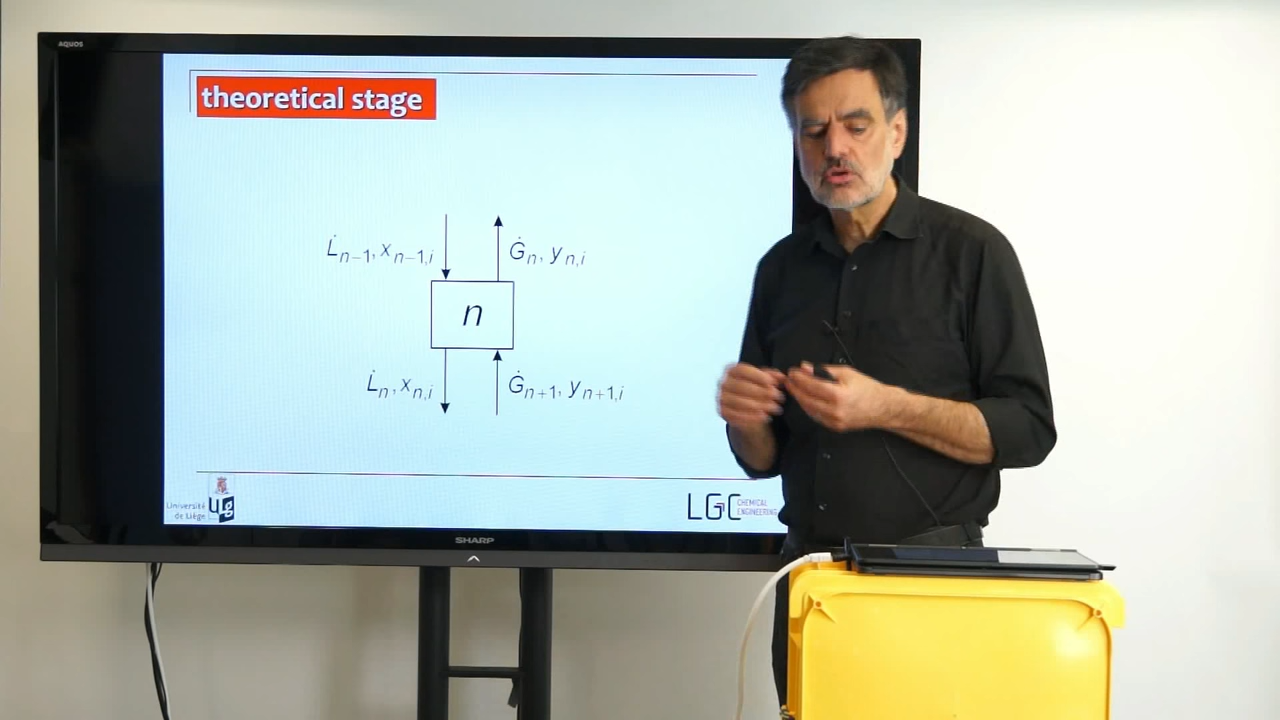 AQUOS
theoretical stage
L̇n−1, xn−1,i
Ġn, yn,i
n
L̇n, xn,i
Ġn+1, yn+1,i
Université
de Liège
LGC
CHEMICAL
ENGINEERING
SHARP